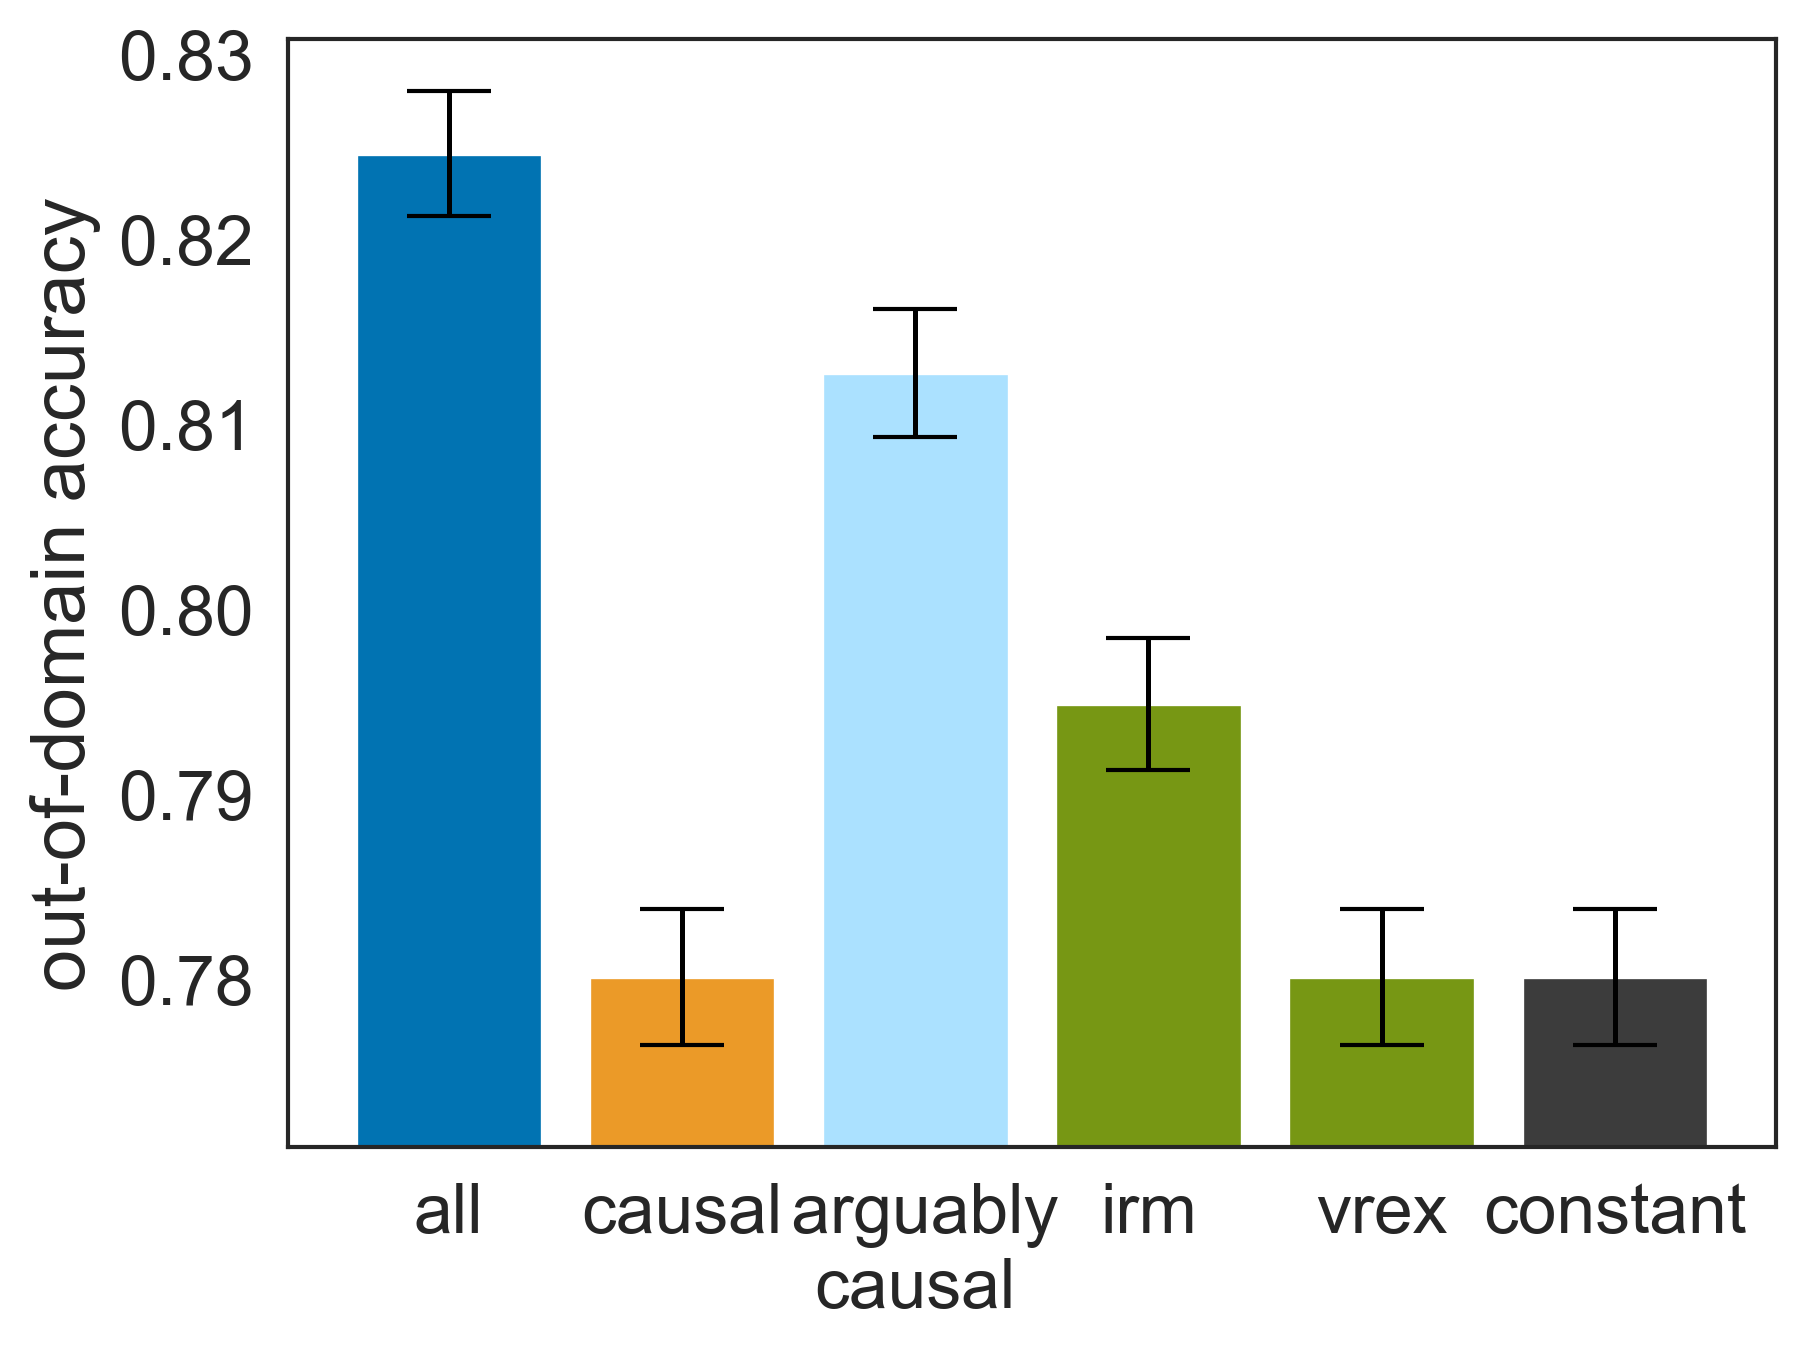 out-of-domain accuracy
0.83
0.82
0.81
0.80
0.79
0.78
all
causal
arguably
causal
irm
vrex
constant